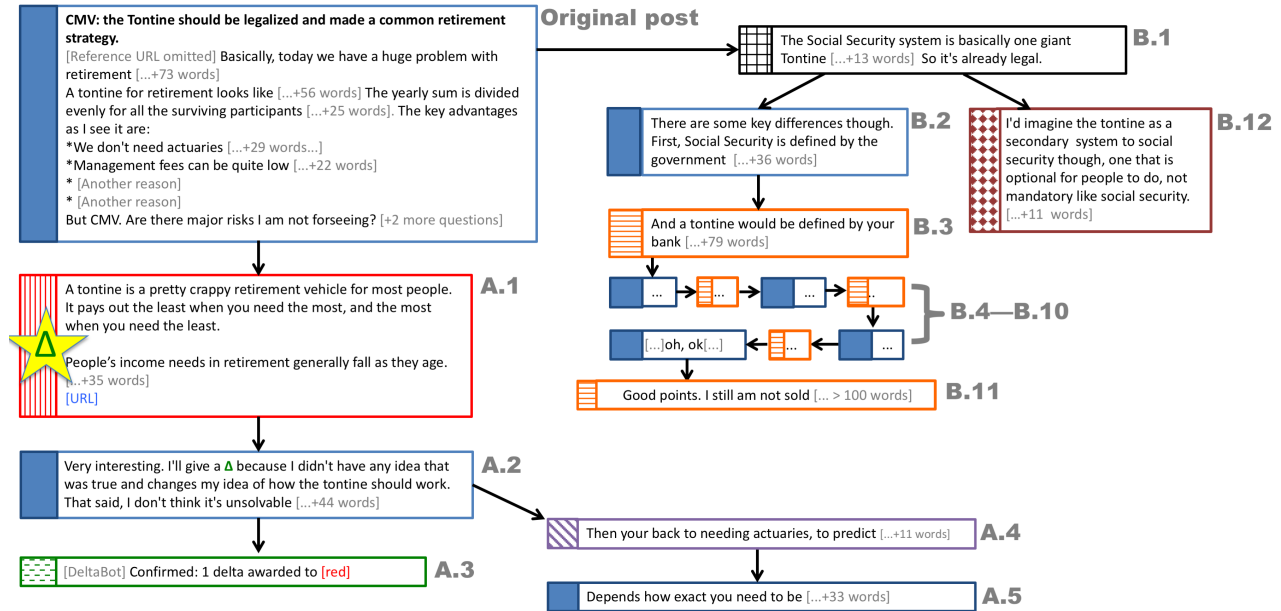 CMV: the Tontine should be legalized and made a common retirement
strategy.
[Reference URL omitted] Basically, today we have a huge problem with
retirement [...+73 words]
A tontine for retirement looks like [...+56 words] The yearly sum is divided
evenly for all the surviving participants [...+25 words]. The key advantages
as I see it are:
*We don't need actuaries [...+29 words...]
*Management fees can be quite low [...+22 words]
* [Another reason]
* [Another reason]
But CMV. Are there major risks I am not forseeing? [+2 more questions]
Original post
A tontine is a pretty crappy retirement vehicle for most people.
It pays out the least when you need the most, and the most
when you need the least.
People's income needs in retirement generally fall as they age.
[...+35 words]
[URL]
Δ
A.1
Very interesting. I'll give a Δ because I didn't have any idea that
was true and changes my idea of how the tontine should work.
That said, I don't think it's unsolvable [...+44 words]
A.2
[DeltaBot] Confirmed: 1 delta awarded to [red]
A.3
Then your back to needing actuaries, to predict [...+11 words]
A.4
Depends how exact you need to be [...+33 words]
A.5
The Social Security system is basically one giant
Tontine [...+13 words] So it's already legal.
B.1
There are some key differences though.
First, Social Security is defined by the
government [...+36 words]
B.2
And a tontine would be defined by your
bank [...+79 words]
B.3
...
...
...
..
...
...
[...]oh, ok[...]
B.4—B.10
Good points. I still am not sold [... > 100 words]
B.11
I'd imagine the tontine as a
secondary system to social
security though, one that is
optional for people to do, not
mandatory like social security.
[...+11 words]
B.12